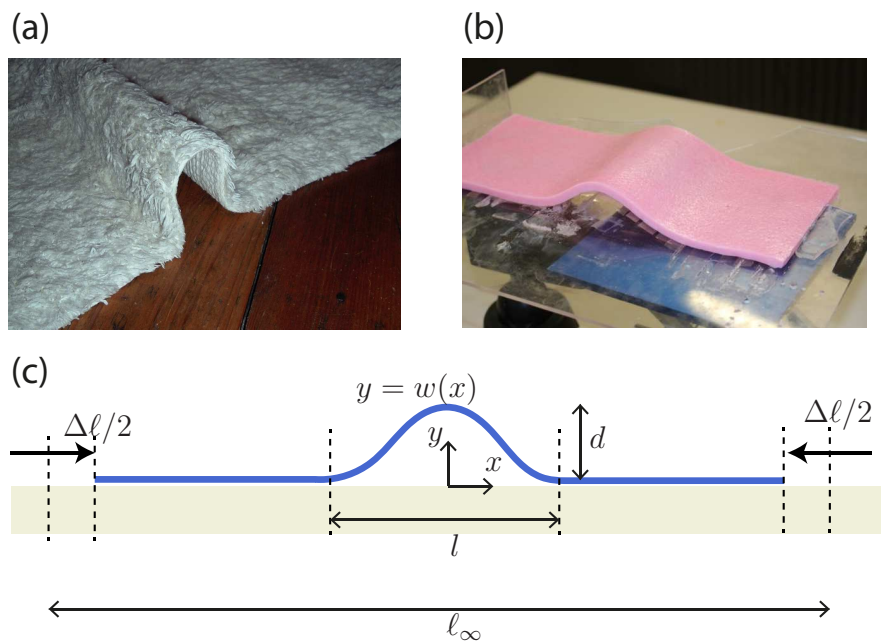 (a)
(b)
(c)
y = w(x)
Δℓ/2
Δℓ/2
y
d
x
l
ℓ∞